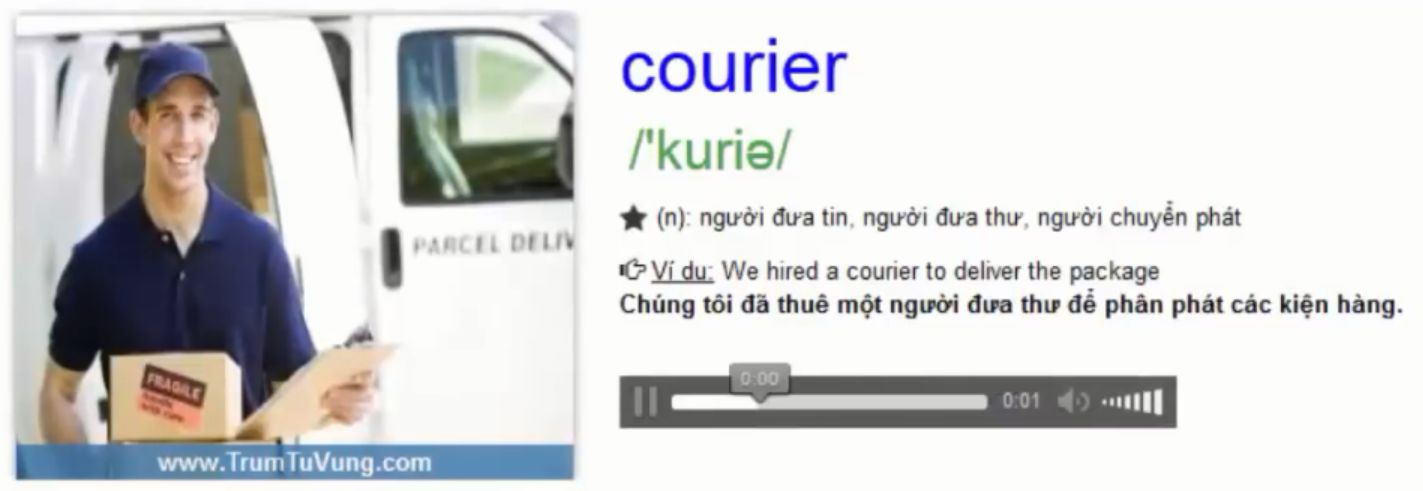 courier
/'kuriə/
★ (n): người đưa tin, người đưa thư, người chuyển phát
Ví du: We hired a courier to deliver the package
Chúng tôi đã thuê một người đưa thư để phân phát các kiện hàng.
0:00
0:01
PARCEL DELIV
FRAGILE
www.TrumTuVung.com